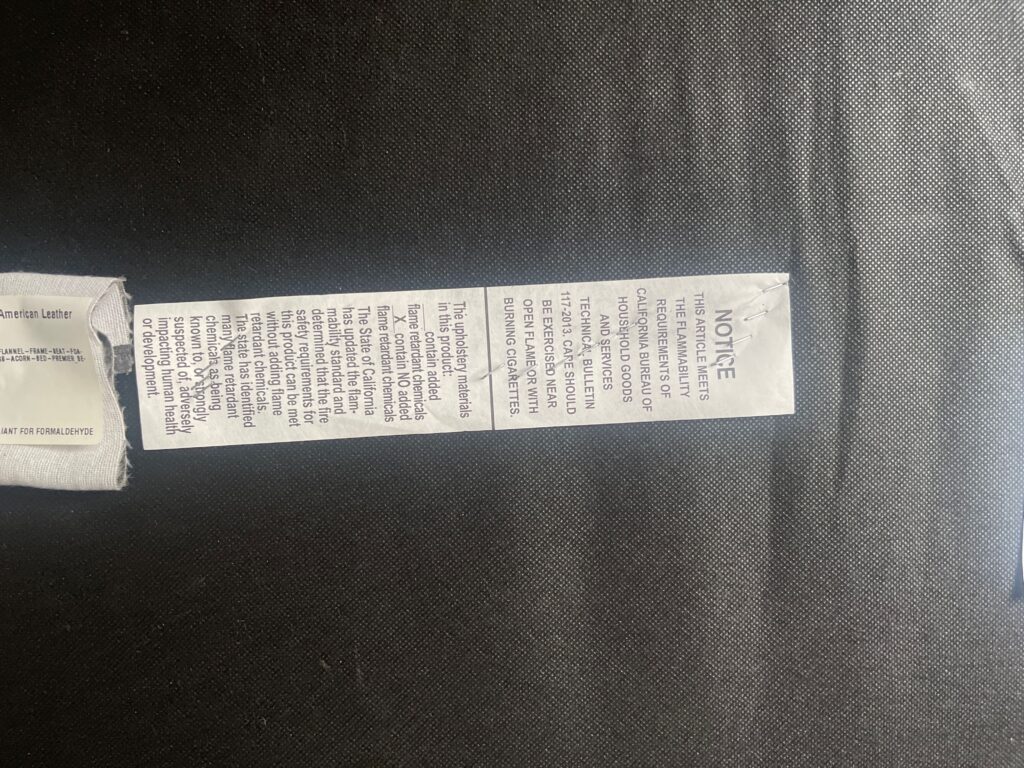 NOTICE
THIS ARTICLE MEETS
THE FLAMMABILITY
REQUIREMENTS OF
CALIFORNIA BUREAU OF
HOUSEHOLD GOODS
AND SERVICES
TECHNICAL BULLETIN
117-2013. CARE SHOULD
BE EXERCISED NEAR
OPEN FLAME OR WITH
BURNING CIGARETTES.
The upholstery materials
in this product:
contain added
flame retardant chemicals
X contain NO added
flame retardant chemicals
The State of California
has updated the flam-
mability standard and
determined that the fire
safety requirements for
this product can be met
without adding flame
retardant chemicals.
The state has identified
many flame retardant
chemicals as being
known to or strongly
suspected of, adversely
impacting human health
or development.
American Leather
FLANNEL-FRAME-
-ACORN-BED-PREMIER
IANT FOR FORMALDEHYDE